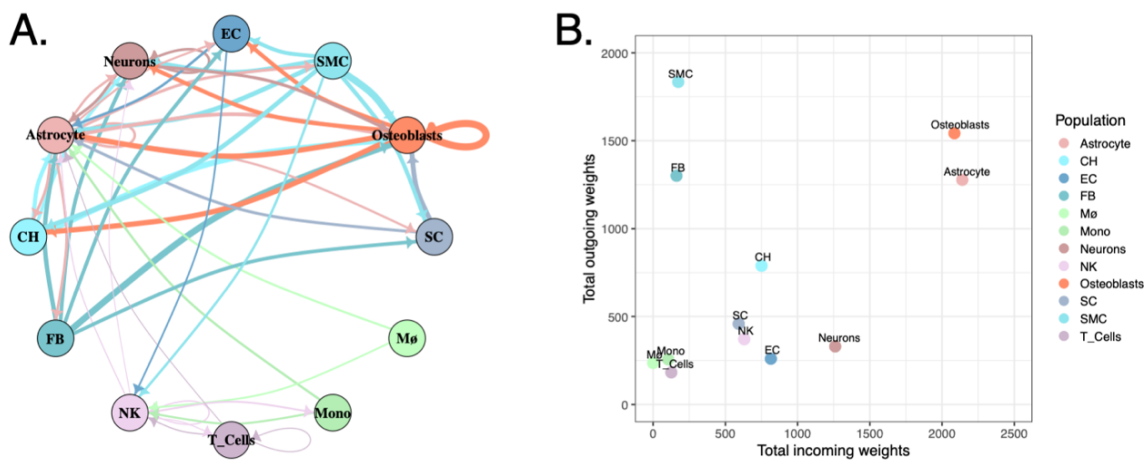 A.
EC
Neurons
SMC
Astrocyte
Osteoblasts
CH
SC
FB
Mø
NK
Mono
T_Cells
B.
Total outgoing weights
2000
1500
1000
500
0
SMC
Osteoblasts
FB
Astrocyte
CH
SC
NK
Neurons
EC
Mø
Mono
T_Cells
0 500 1000 1500 2000 2500
Total incoming weights
Population
Astrocyte
CH
EC
FB
Mø
Mono
Neurons
NK
Osteoblasts
SC
SMC
T_Cells